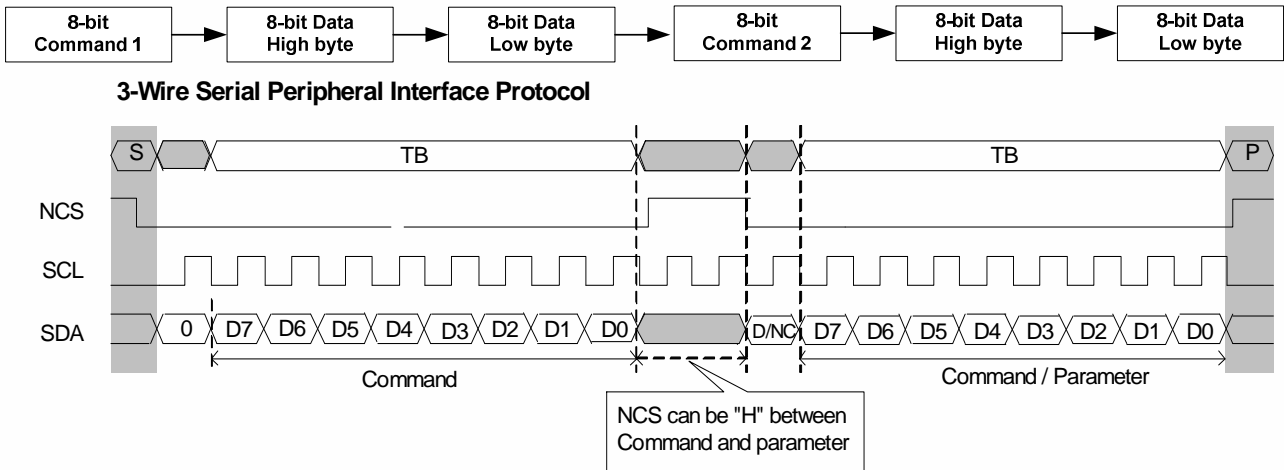 8-bit Command 1
8-bit Data High byte
8-bit Data Low byte
8-bit Command 2
8-bit Data High byte
8-bit Data Low byte
3-Wire Serial Peripheral Interface Protocol
S TB TB P
NCS
SCL
SDA 0 D7 D6 D5 D4 D3 D2 D1 D0 D/NC D7 D6 D5 D4 D3 D2 D1 D0
Command Command / Parameter
NCS can be "H" between
Command and parameter